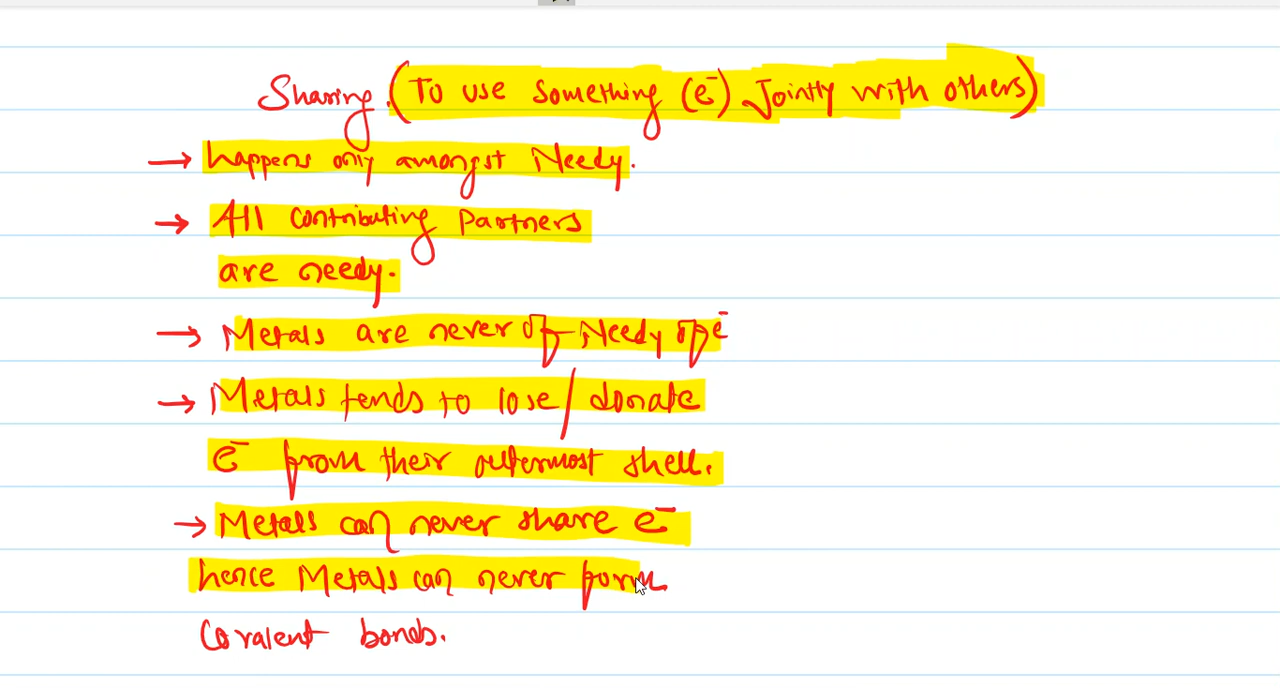 Sharing. (To use something (e⁻) Jointly with others)
→ happens only amongst Needy.
→ All contributing Partners
are needy.
→ Metals are never of Needy of e⁻
→ Metals tends to lose/donate
e⁻ from their outermost shell.
→ Metals can never share e⁻
hence Metals can never form
Covalent bonds.